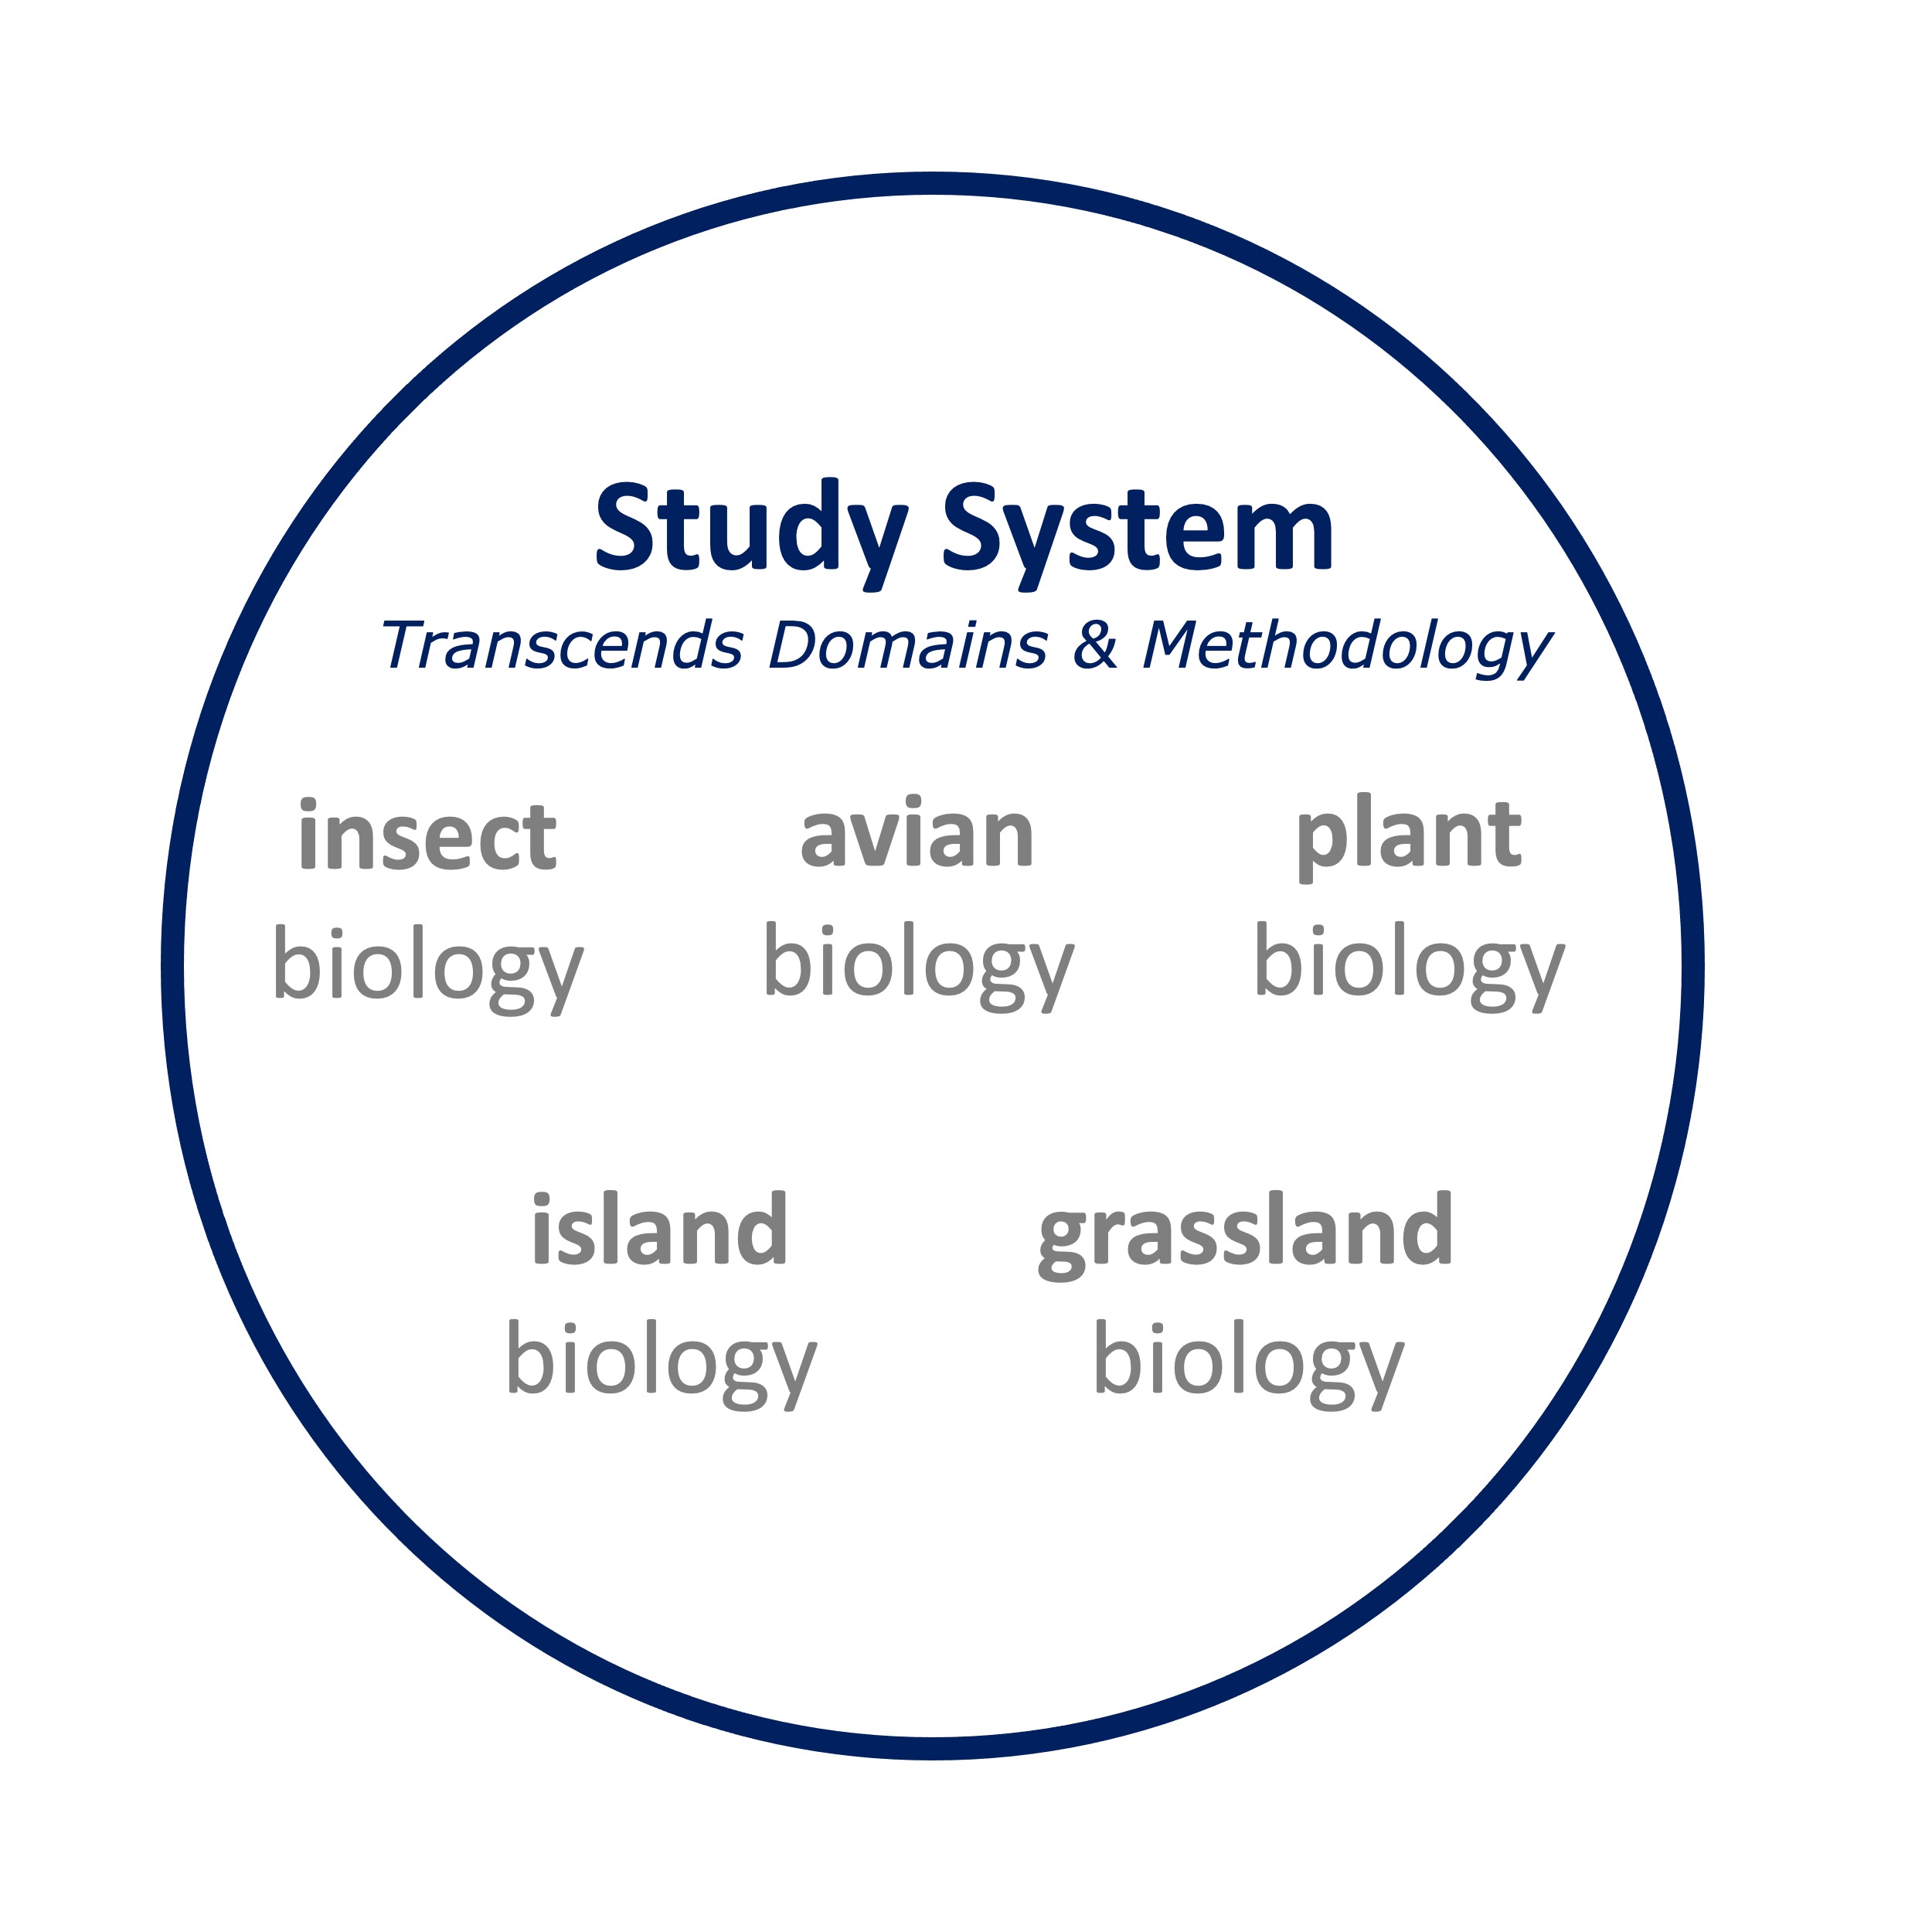 Study System
Transcends Domains & Methodology
insect avian plant
biology biology biology
island grassland
biology biology